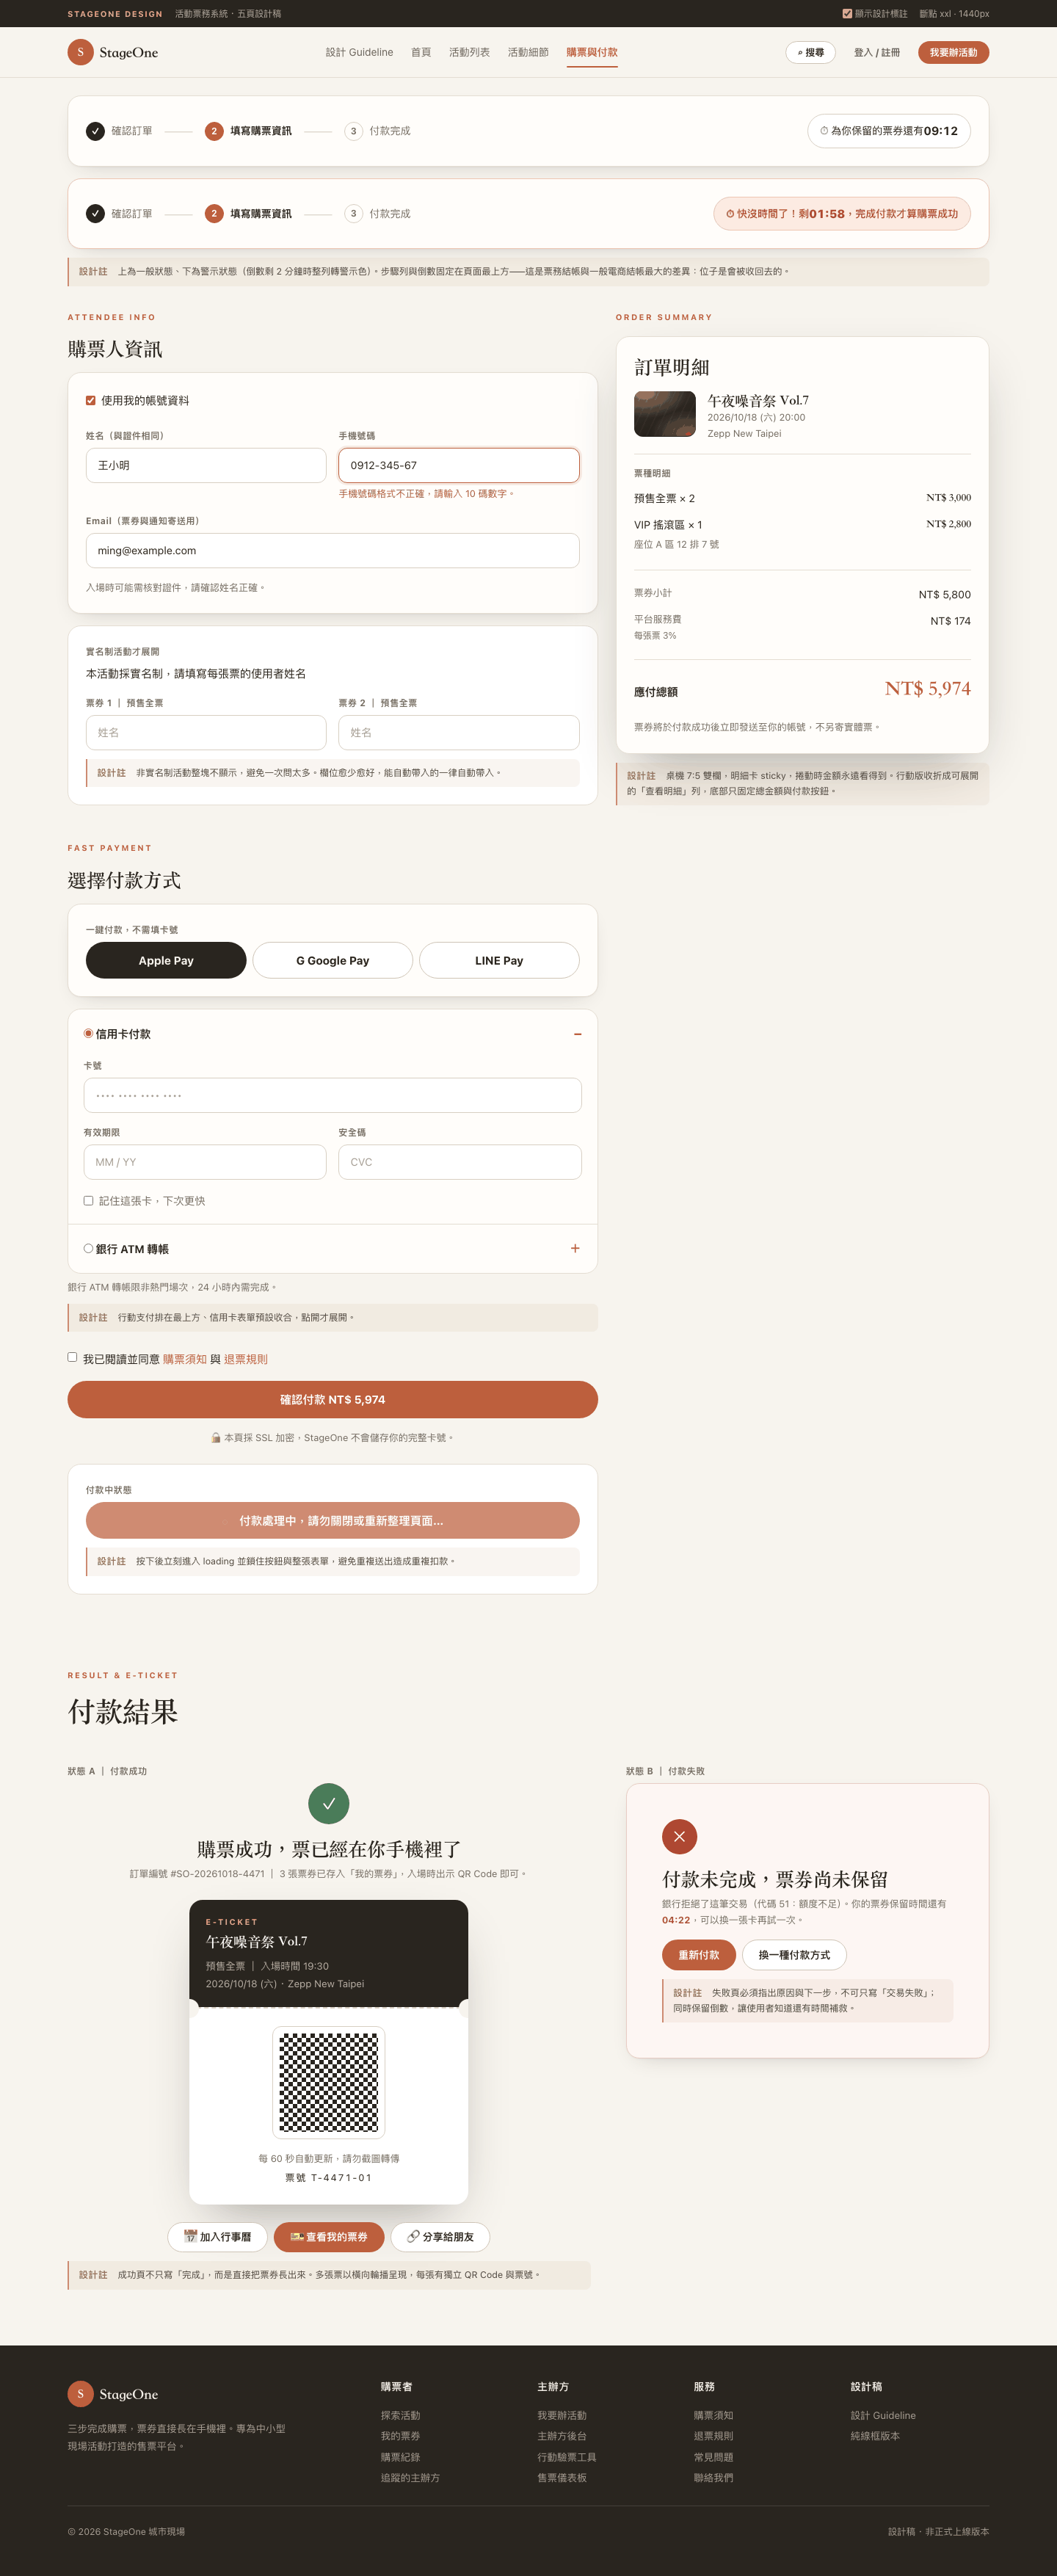 STAGEONE DESIGN 活動票務系統・五頁設計稿
顯示設計標註 斷點 xxl · 1440px
S StageOne
設計 Guideline 首頁 活動列表 活動細節 購票與付款
搜尋 登入 / 註冊 我要辦活動
✓ 確認訂單 2 填寫購票資訊 3 付款完成
⏱ 為你保留的票券還有09:12
✓ 確認訂單 2 填寫購票資訊 3 付款完成
⏱ 快沒時間了！剩01:58，完成付款才算購票成功
設計註 上為一般狀態、下為警示狀態（倒數剩 2 分鐘時整列轉警示色）。步驟列與倒數固定在頁面最上方——這是票務結帳與一般電商結帳最大的差異：位子是會被收回去的。
ATTENDEE INFO
購票人資訊
使用我的帳號資料
姓名（與證件相同） 手機號碼
王小明 0912-345-67
手機號碼格式不正確，請輸入 10 碼數字。
Email（票券與通知寄送用）
ming@example.com
入場時可能需核對證件，請確認姓名正確。
實名制活動才展開
本活動採實名制，請填寫每張票的使用者姓名
票券 1 ｜ 預售全票 票券 2 ｜ 預售全票
姓名 姓名
設計註 非實名制活動整塊不顯示，避免一次問太多。欄位愈少愈好，能自動帶入的一律自動帶入。
ORDER SUMMARY
訂單明細
午夜噪音祭 Vol.7
2026/10/18 (六) 20:00
Zepp New Taipei
票種明細
預售全票 × 2 NT$ 3,000
VIP 搖滾區 × 1 NT$ 2,800
座位 A 區 12 排 7 號
票券小計 NT$ 5,800
平台服務費 NT$ 174
每張票 3%
應付總額 NT$ 5,974
票券將於付款成功後立即發送至你的帳號，不另寄實體票。
設計註 桌機 7:5 雙欄，明細卡 sticky，捲動時金額永遠看得到。行動版收折成可展開
的「查看明細」列，底部只固定總金額與付款按鈕。
FAST PAYMENT
選擇付款方式
一鍵付款，不需填卡號
Apple Pay G Google Pay LINE Pay
信用卡付款 −
卡號
···· ···· ···· ····
有效期限 安全碼
MM / YY CVC
記住這張卡，下次更快
銀行 ATM 轉帳 +
銀行 ATM 轉帳限非熱門場次，24 小時內需完成。
設計註 行動支付排在最上方、信用卡表單預設收合，點開才展開。
我已閱讀並同意 購票須知 與 退票規則
確認付款 NT$ 5,974
🔒 本頁採 SSL 加密，StageOne 不會儲存你的完整卡號。
付款中狀態
付款處理中，請勿關閉或重新整理頁面…
設計註 按下後立刻進入 loading 並鎖住按鈕與整張表單，避免重複送出造成重複扣款。
RESULT & E-TICKET
付款結果
狀態 A ｜ 付款成功
✓
購票成功，票已經在你手機裡了
訂單編號 #SO-20261018-4471 ｜ 3 張票券已存入「我的票券」，入場時出示 QR Code 即可。
E-TICKET
午夜噪音祭 Vol.7
預售全票 ｜ 入場時間 19:30
2026/10/18 (六) · Zepp New Taipei
每 60 秒自動更新，請勿截圖轉傳
票號 T-4471-01
📅 加入行事曆 🎫 查看我的票券 🔗 分享給朋友
設計註 成功頁不只寫「完成」，而是直接把票券長出來。多張票以橫向輪播呈現，每張有獨立 QR Code 與票號。
狀態 B ｜ 付款失敗
✕
付款未完成，票券尚未保留
銀行拒絕了這筆交易（代碼 51：額度不足）。你的票券保留時間還有
04:22，可以換一張卡再試一次。
重新付款 換一種付款方式
設計註 失敗頁必須指出原因與下一步，不可只寫「交易失敗」；
同時保留倒數，讓使用者知道還有時間補救。
S StageOne
三步完成購票，票券直接長在手機裡。專為中小型
現場活動打造的售票平台。
購票者
探索活動
我的票券
購票紀錄
追蹤的主辦方
主辦方
我要辦活動
主辦方後台
行動驗票工具
售票儀表板
服務
購票須知
退票規則
常見問題
聯絡我們
設計稿
設計 Guideline
純線框版本
© 2026 StageOne 城市現場
設計稿・非正式上線版本